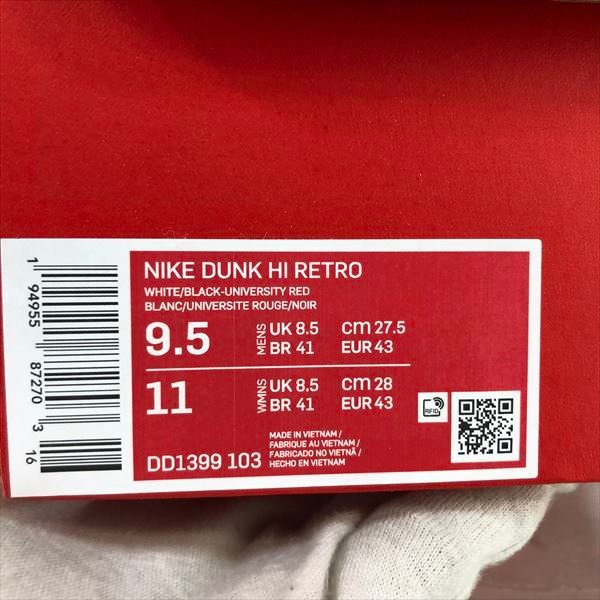 NIKE DUNK HI RETRO
WHITE/BLACK-UNIVERSITY RED
BLANC/UNIVERSITE ROUGE/NOIR
9.5 MENS UK 8.5 CM 27.5
BR 41 EUR 43
11 WMNS UK 8.5 CM 28
BR 41 EUR 43
RFID
DD1399 103
MADE IN VIETNAM /
FABRIQUE AU VIETNAM /
FABRICADO NO VIETNÃ /
HECHO EN VIETNAM
1 94955 87270 3 16